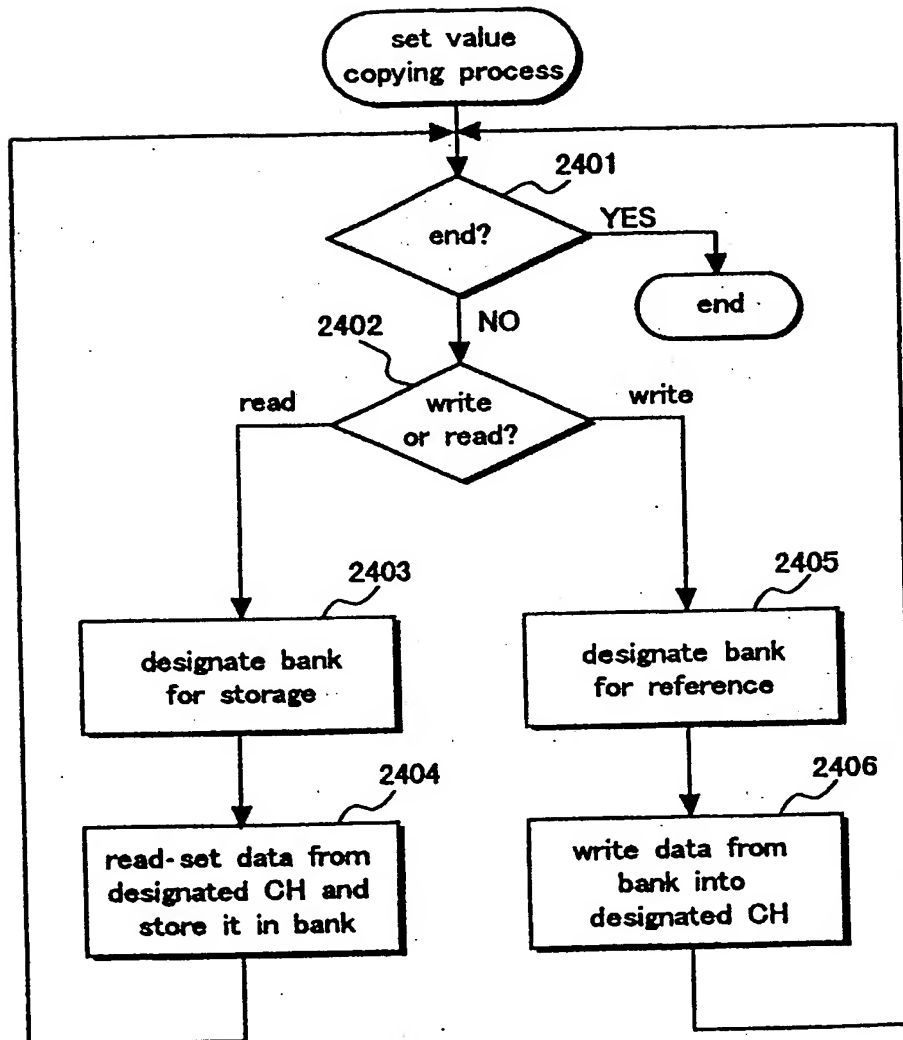 set value
copying process
2401
end?
YES
end
NO
2402
read
write
or read?
write
2403
designate bank
for storage
2405
designate bank
for reference
2404
read-set data from
designated CH and
store it in bank
2406
write data from
bank into
designated CH